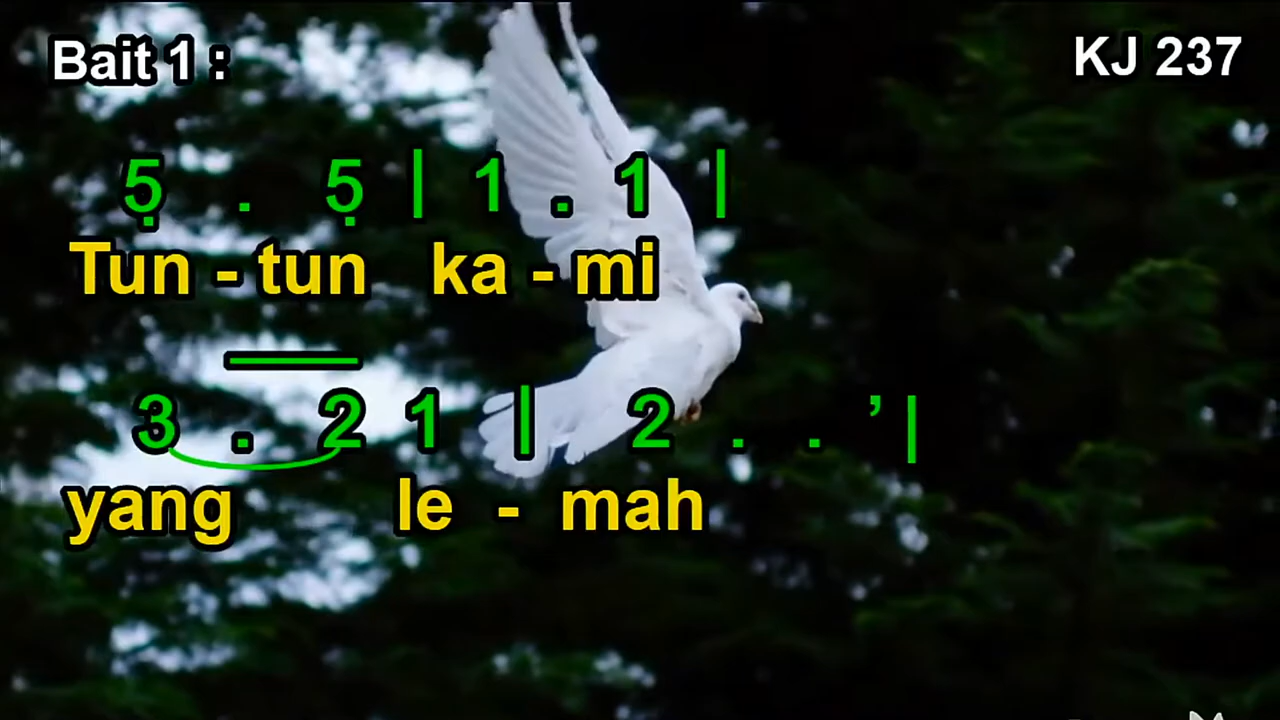 Bait 1 :
KJ 237
5̣ . 5̣ | 1 . 1 |
Tun - tun ka - mi
3 . 2 1 | 2 . . ’ |
yang le - mah